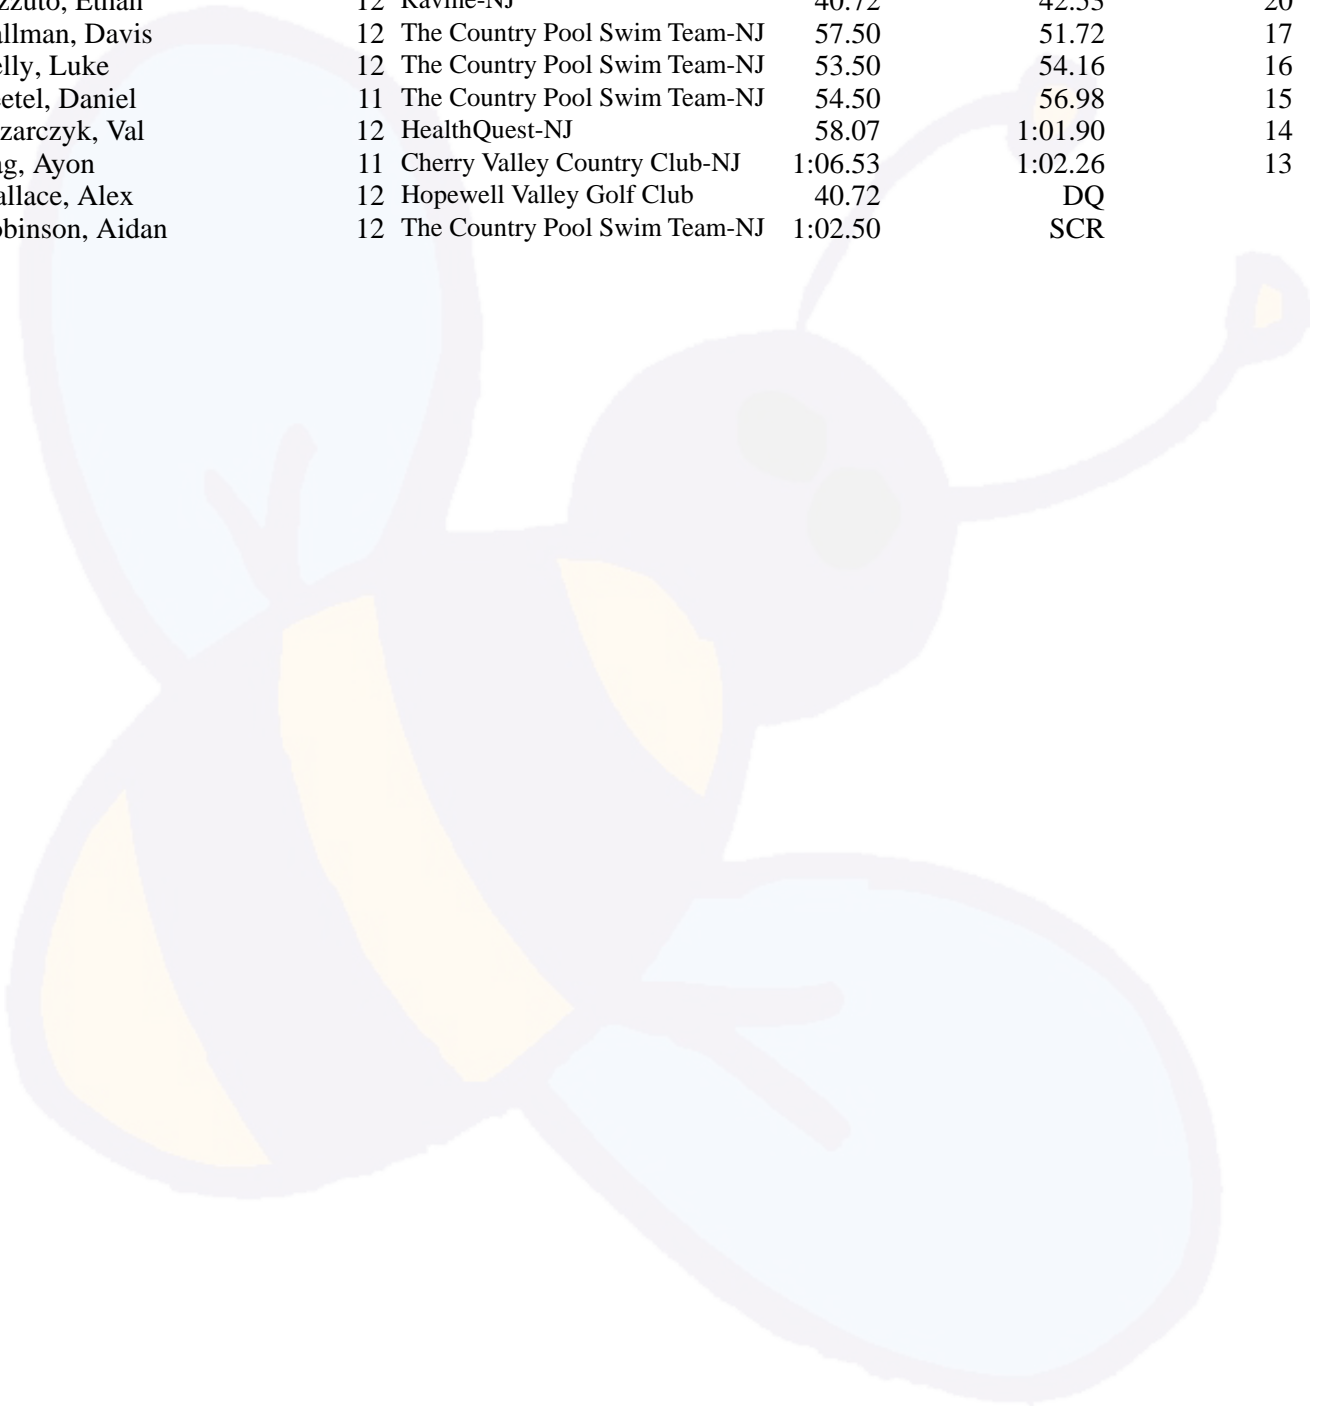 zzuto, Ethan 12 Raville-NJ 40.72 42.53 20
allman, Davis 12 The Country Pool Swim Team-NJ 57.50 51.72 17
elly, Luke 12 The Country Pool Swim Team-NJ 53.50 54.16 16
etel, Daniel 11 The Country Pool Swim Team-NJ 54.50 56.98 15
zarczyk, Val 12 HealthQuest-NJ 58.07 1:01.90 14
ag, Ayon 11 Cherry Valley Country Club-NJ 1:06.53 1:02.26 13
allace, Alex 12 Hopewell Valley Golf Club 40.72 DQ
obinson, Aidan 12 The Country Pool Swim Team-NJ 1:02.50 SCR